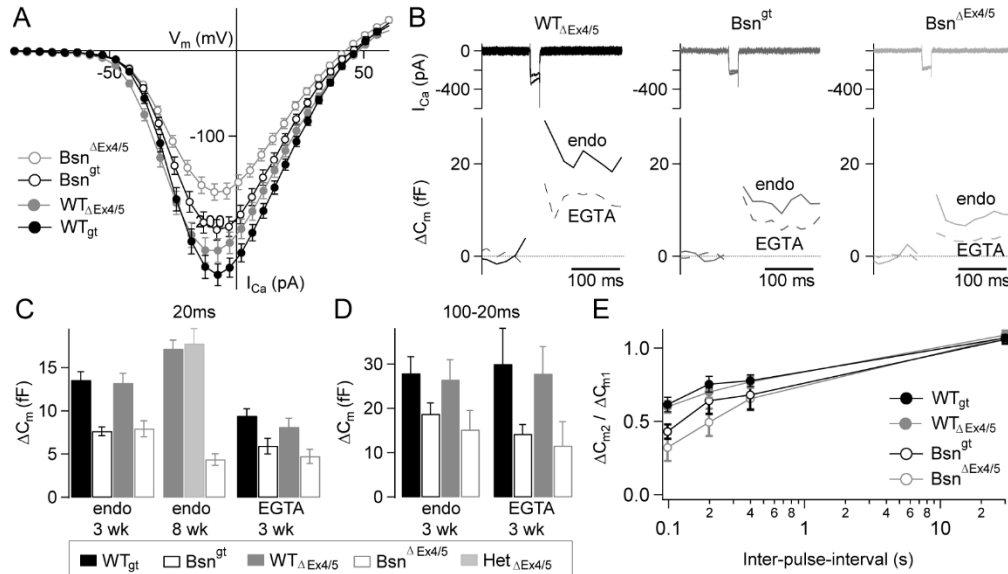 A
V_m (mV)
-50
50
-100
-200
I_Ca (pA)
Bsn^ΔEx4/5
Bsn^gt
WT_ΔEx4/5
WT_gt
B
WT_ΔEx4/5
Bsn^gt
Bsn^ΔEx4/5
I_Ca (pA)
0
-400
0
-400
0
-400
ΔC_m (fF)
20
0
endo
EGTA
100 ms
20
0
endo
EGTA
100 ms
20
0
endo
EGTA
100 ms
C
20ms
ΔC_m (fF)
15
10
5
0
endo
3 wk
endo
8 wk
EGTA
3 wk
D
100-20ms
ΔC_m (fF)
30
20
10
0
endo
3 wk
EGTA
3 wk
WT_gt
Bsn^gt
WT_ΔEx4/5
Bsn^ΔEx4/5
Het_ΔEx4/5
E
ΔC_m2 / ΔC_m1
1.0
0.5
0.0
WT_gt
WT_ΔEx4/5
Bsn^gt
Bsn^ΔEx4/5
0.1
2
4
6
8
1
2
4
6
8
10
2
Inter-pulse-interval (s)